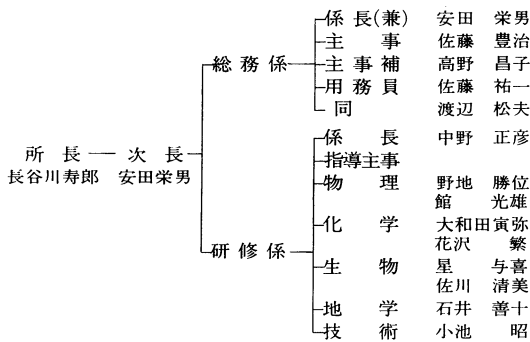 係長(兼) 安田 栄男
主事 佐藤 豊治
総務係 主事補 高野 昌子
用務員 佐藤 祐一
同 渡辺 松夫
係長 中野 正彦
所長 次長
指導主事
長谷川寿郎 安田栄男
物理 野地 勝位
館 光雄
化学 大和田寅弥
花沢 繁
研修係
生物 星 与喜
佐川 清美
地学 石井 善十
技術 小池 昭